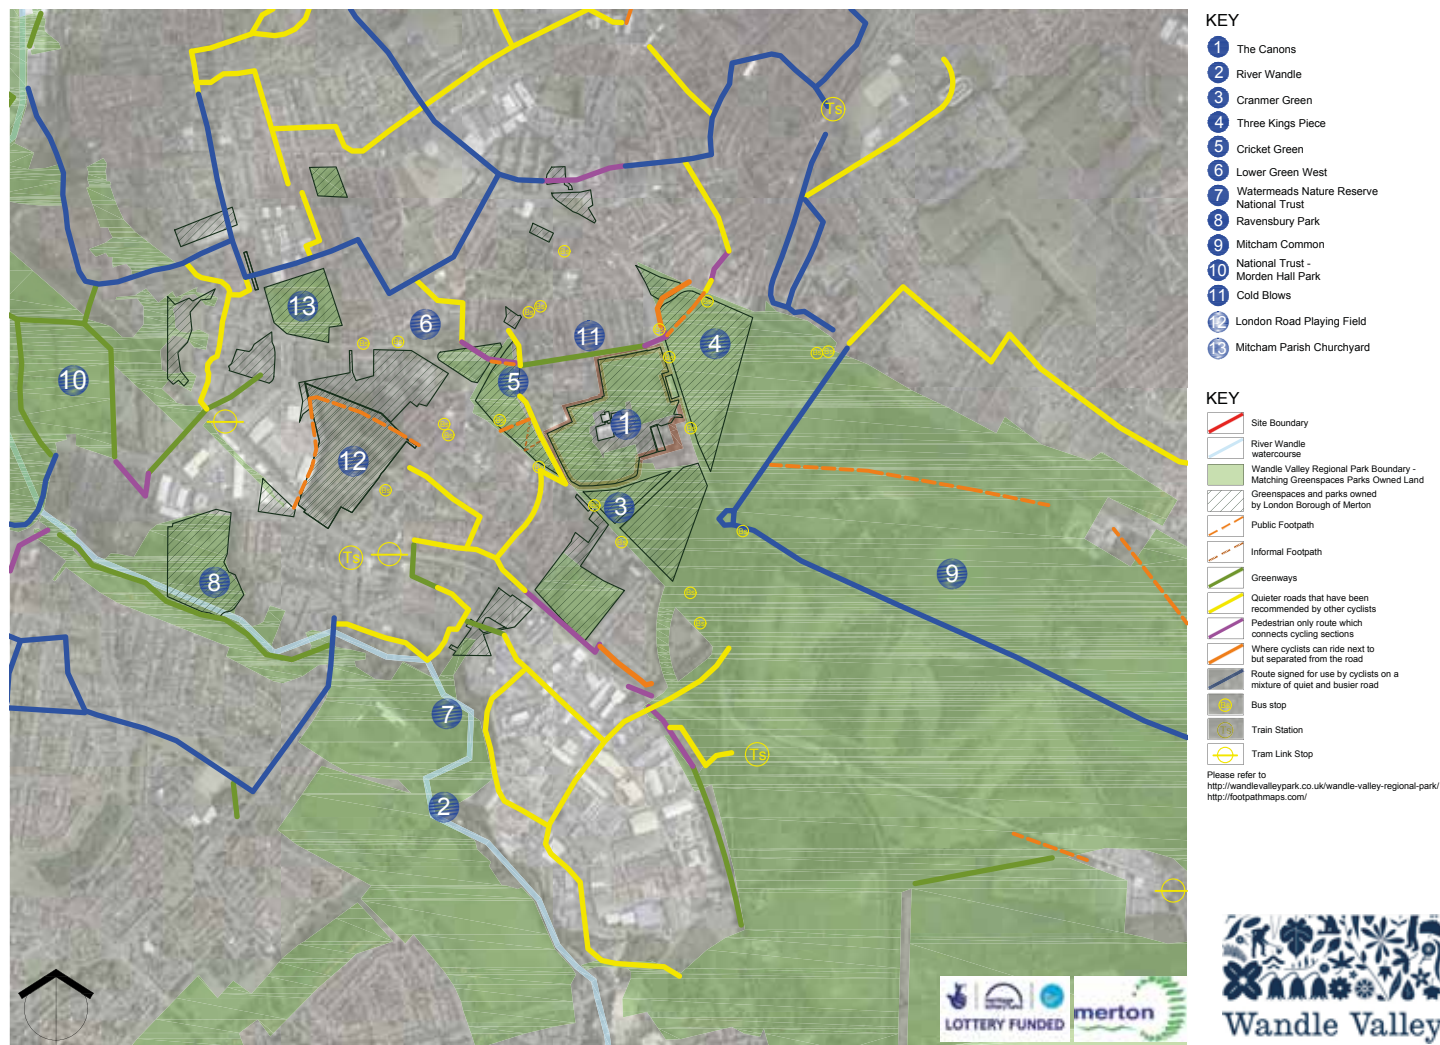 KEY
1 The Canons
2 River Wandle
3 Cranmer Green
4 Three Kings Piece
5 Cricket Green
6 Lower Green West
7 Watermeads Nature Reserve
National Trust
8 Ravensbury Park
9 Mitcham Common
10 National Trust -
Morden Hall Park
11 Cold Blows
12 London Road Playing Field
13 Mitcham Parish Churchyard
KEY
Site Boundary
River Wandle
watercourse
Wandle Valley Regional Park Boundary -
Matching Greenspaces Parks Owned Land
Greenspaces and parks owned
by London Borough of Merton
Public Footpath
Informal Footpath
Greenways
Quieter roads that have been
recommended by other cyclists
Pedestrian only route which
connects cycling sections
Where cyclists can ride next to
but separated from the road
Route signed for use by cyclists on a
mixture of quiet and busier road
Bus stop
Train Station
Tram Link Stop
Please refer to
http://wandlevalleypark.co.uk/wandle-valley-regional-park/
http://footpathmaps.com/
Ts
13
6
11
4
10
5
1
12
3
Ts
8
9
7
Ts
2
LOTTERY FUNDED
merton
Wandle Valley